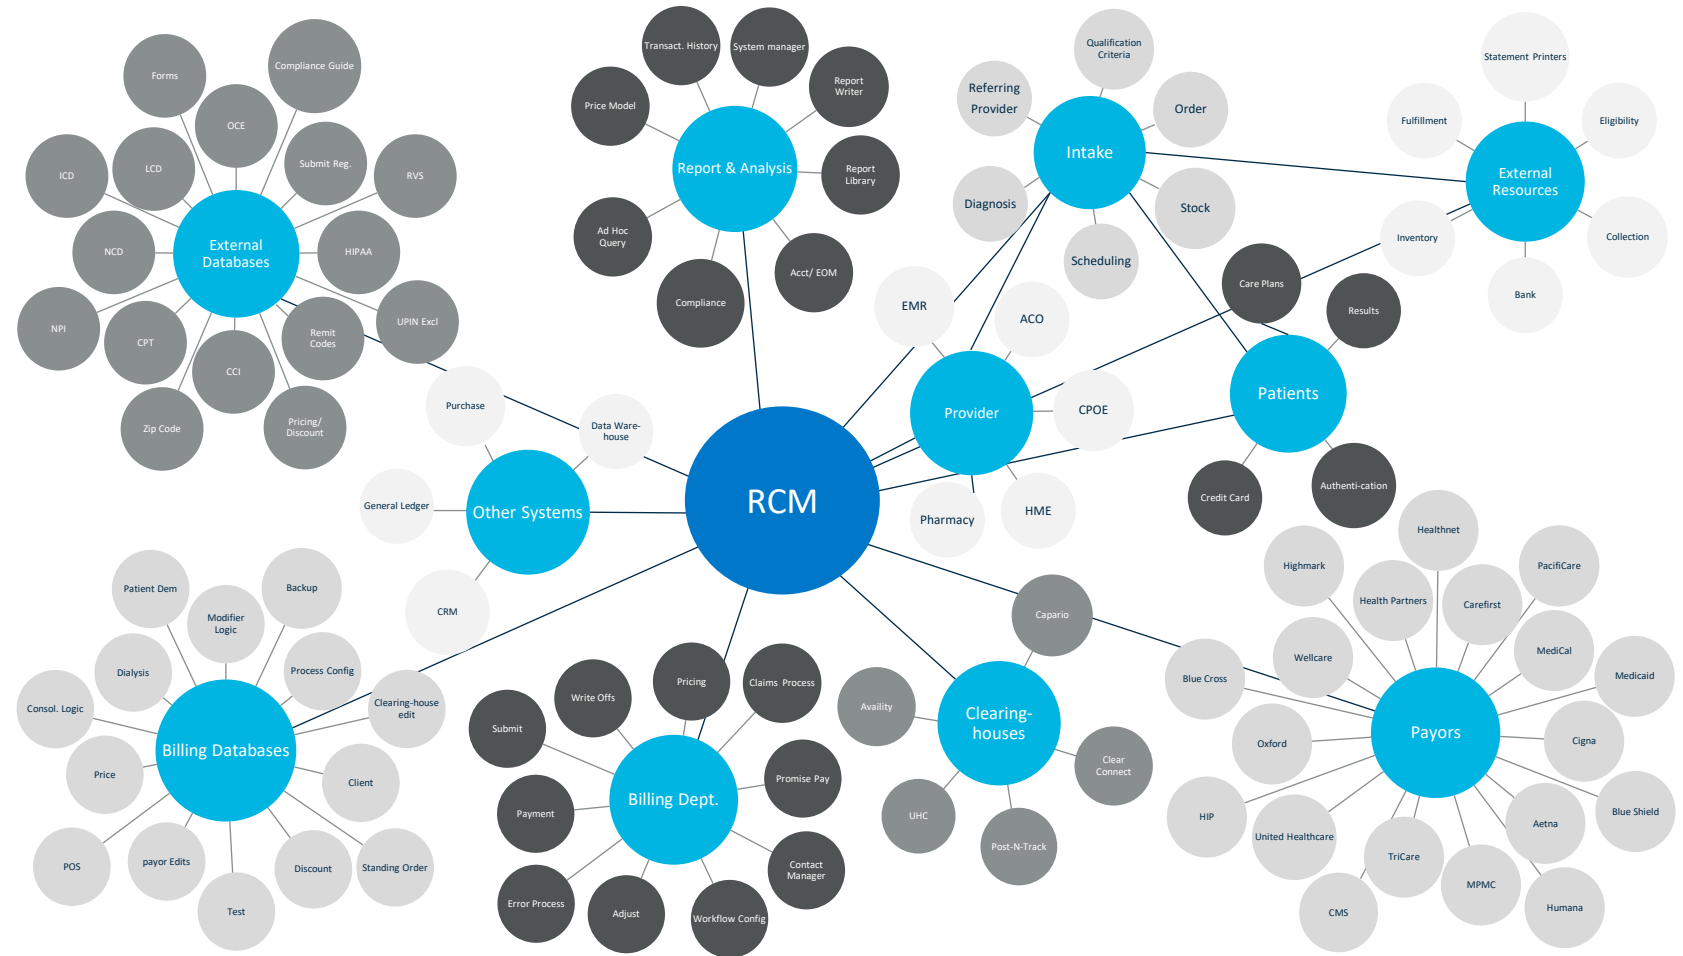 Forms
Compliance Guide
OCE
ICD
LCD
Submit Reg.
RVS
NCD
External
Databases
HIPAA
NPI
CPT
CCI
Remit
Codes
UPIN Excl
Zip Code
Pricing/
Discount
Transact. History
System manager
Price Model
Report
Writer
Report & Analysis
Report
Library
Ad Hoc
Query
Acct/ EOM
Compliance
Qualification
Criteria
Referring
Provider
Order
Intake
Diagnosis
Stock
Scheduling
Statement Printers
Fulfillment
Eligibility
External
Resources
Inventory
Collection
Bank
EMR
ACO
Provider
CPOE
Pharmacy
HME
Care Plans
Results
Patients
Credit Card
Authenti-cation
Purchase
Data Ware-
house
General Ledger
Other Systems
CRM
RCM
Patient Dem
Backup
Modifier
Logic
Dialysis
Process Config
Consol. Logic
Clearing-house
edit
Billing Databases
Price
Client
POS
payor Edits
Discount
Standing Order
Test
Write Offs
Pricing
Claims Process
Submit
Promise Pay
Billing Dept.
Payment
Contact
Manager
Error Process
Adjust
Workflow Config
Capario
Availity
Clearing-
houses
Clear
Connect
UHC
Post-N-Track
Healthnet
Highmark
PacifiCare
Health Partners
Carefirst
Wellcare
MediCal
Blue Cross
Medicaid
Oxford
Payors
Cigna
HIP
Blue Shield
United Healthcare
Aetna
TriCare
MPMC
CMS
Humana